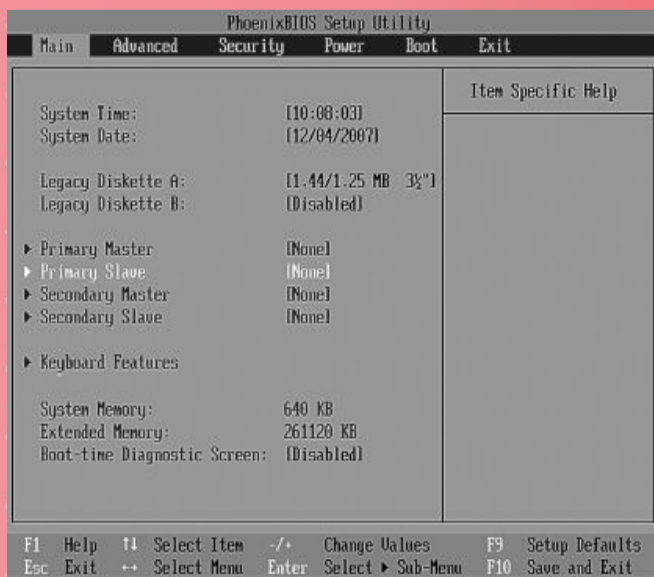 PhoenixBIOS Setup Utility
Main Advanced Security Power Boot Exit
Item Specific Help
System Time: [10:08:03]
System Date: [12/04/2007]
Legacy Diskette A: [1.44/1.25 MB 3½"]
Legacy Diskette B: [Disabled]
▶ Primary Master [None]
▶ Primary Slave [None]
▶ Secondary Master [None]
▶ Secondary Slave [None]
▶ Keyboard Features
System Memory: 640 KB
Extended Memory: 261120 KB
Boot-time Diagnostic Screen: [Disabled]
F1 Help ↑↓ Select Item -/+ Change Values F9 Setup Defaults
Esc Exit ↔ Select Menu Enter Select ▶ Sub-Menu F10 Save and Exit